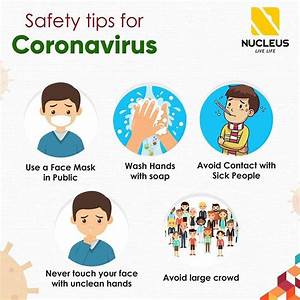 Safety tips for
Coronavirus
NUCLEUS
LIVE LIFE
Use a Face Mask
in Public
Wash Hands
with soap
Avoid Contact with
Sick People
Never touch your face
with unclean hands
Avoid large crowd